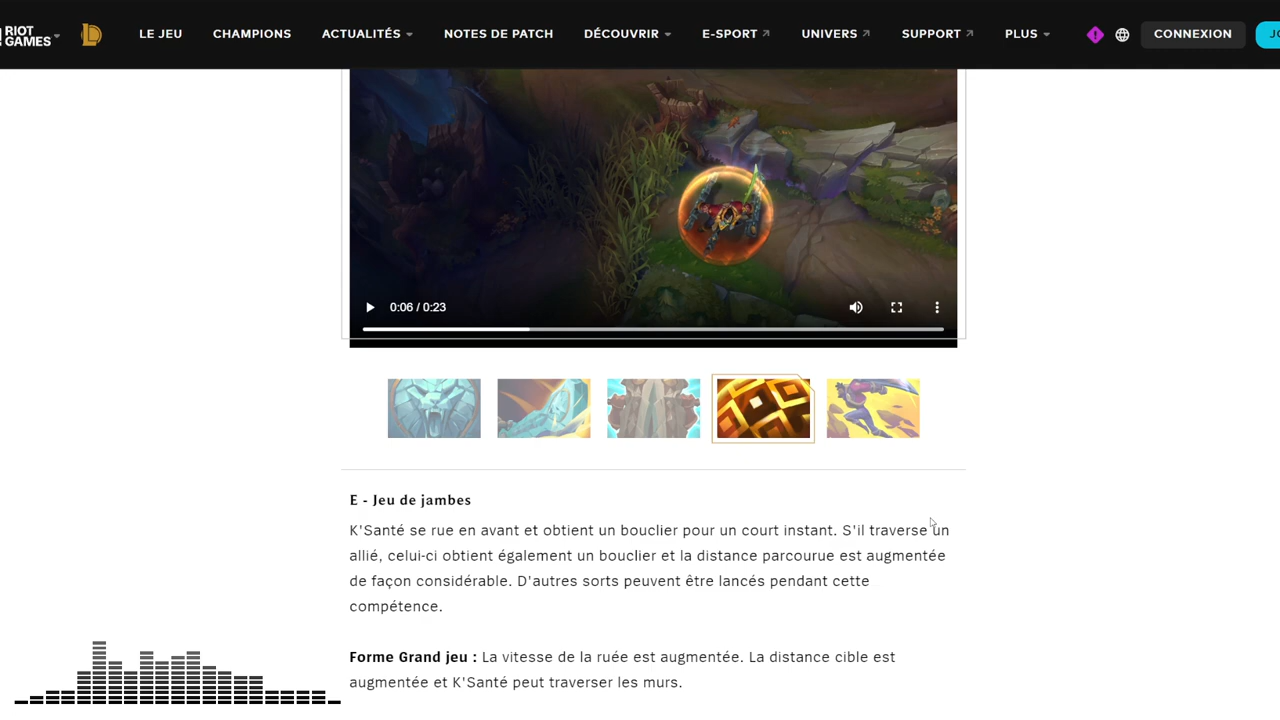 RIOT GAMES
LE JEU CHAMPIONS ACTUALITÉS NOTES DE PATCH DÉCOUVRIR E-SPORT UNIVERS SUPPORT PLUS CONNEXION
0:06 / 0:23
E - Jeu de jambes
K'Santé se rue en avant et obtient un bouclier pour un court instant. S'il traverse un
allié, celui-ci obtient également un bouclier et la distance parcourue est augmentée
de façon considérable. D'autres sorts peuvent être lancés pendant cette
compétence.
Forme Grand jeu : La vitesse de la ruée est augmentée. La distance cible est
augmentée et K'Santé peut traverser les murs.